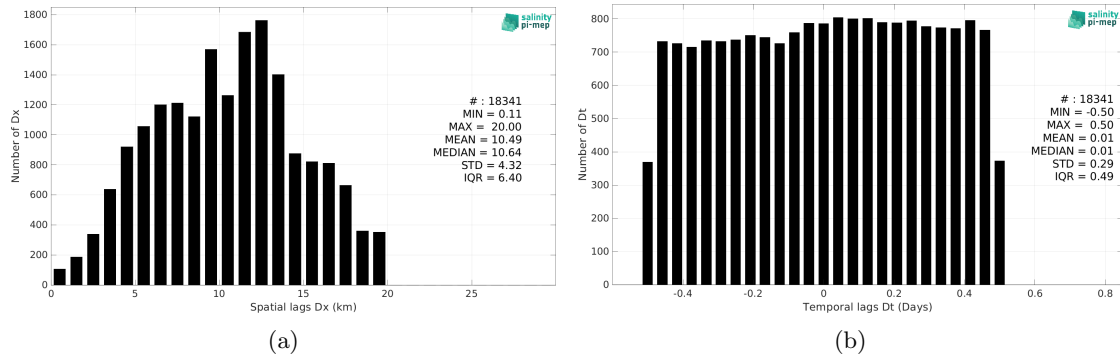 1800
1600
1400
1200
1000
800
600
400
200
0
Number of Dx
salinity
pi-mep
# : 18341
MIN = 0.11
MAX = 20.00
MEAN = 10.49
MEDIAN = 10.64
STD = 4.32
IQR = 6.40
0 5 10 15 20 25
Spatial lags Dx (km)
(a)
800
700
600
500
400
300
200
100
0
Number of Dt
salinity
pi-mep
# : 18341
MIN = -0.50
MAX = 0.50
MEAN = 0.01
MEDIAN = 0.01
STD = 0.29
IQR = 0.49
-0.4 -0.2 0 0.2 0.4 0.6 0.8
Temporal lags Dt (Days)
(b)